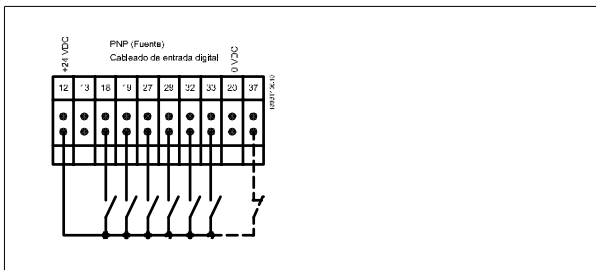 +24 VDC
PNP (Fuente)
Cableado de entrada digital
0 VDC
12 13 18 19 27 29 32 33 20 37